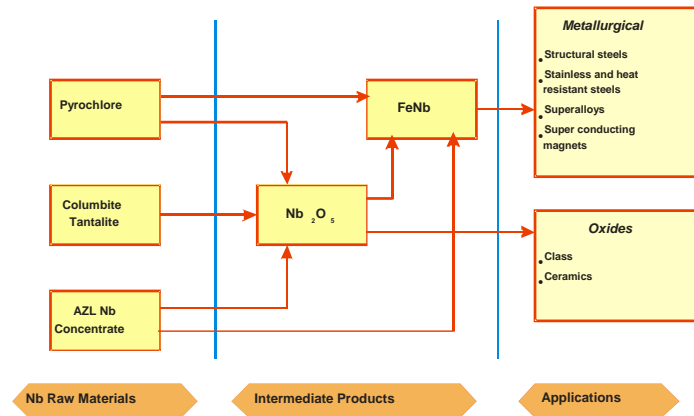 Pyrochlore
Columbite
Tantalite
AZL Nb
Concentrate
FeNb
Nb 2O 5
Metallurgical
Structural steels
Stainless and heat
resistant steels
Superalloys
Super conducting
magnets
Oxides
Class
Ceramics
Nb Raw Materials
Intermediate Products
Applications